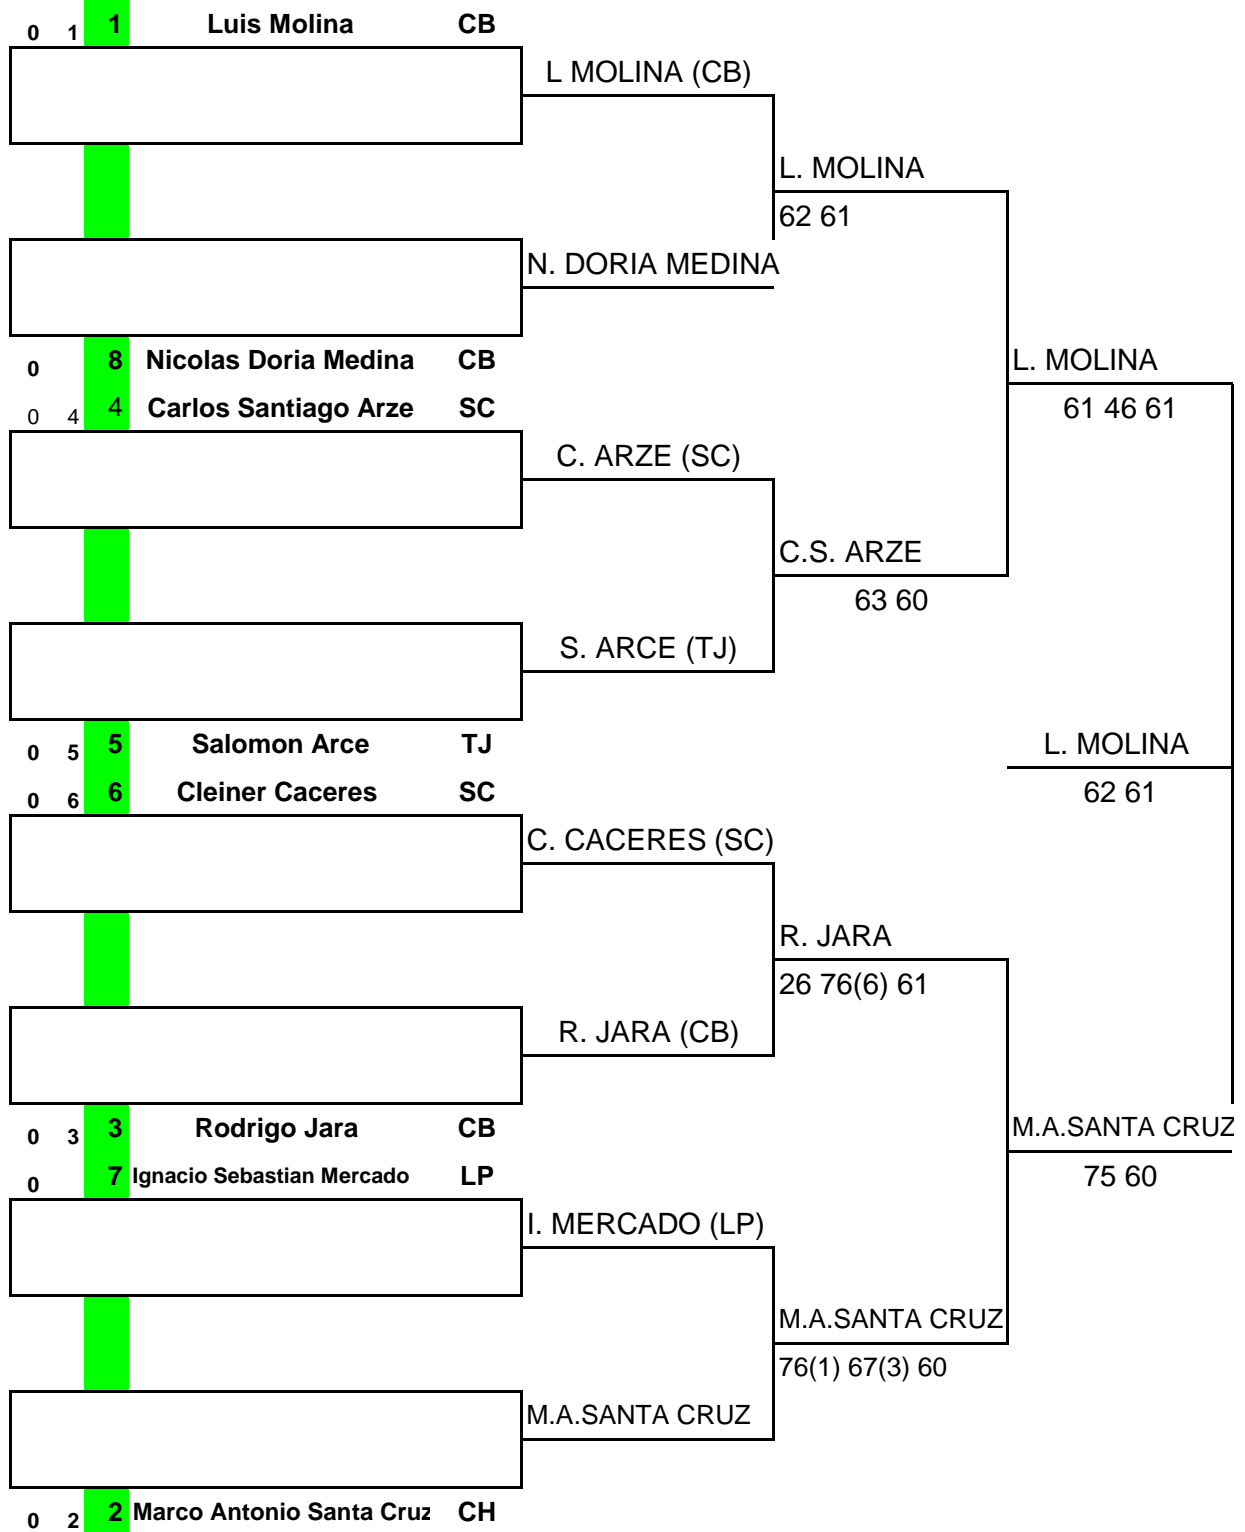 0 1 1 Luis Molina CB
L MOLINA (CB)
L. MOLINA
62 61
N. DORIA MEDINA
0 8 Nicolas Doria Medina CB
L. MOLINA
0 4 4 Carlos Santiago Arze SC
61 46 61
C. ARZE (SC)
C.S. ARZE
63 60
S. ARCE (TJ)
0 5 5 Salomon Arce TJ
L. MOLINA
0 6 6 Cleiner Caceres SC
62 61
C. CACERES (SC)
R. JARA
26 76(6) 61
R. JARA (CB)
0 3 3 Rodrigo Jara CB
M.A.SANTA CRUZ
0 7 Ignacio Sebastian Mercado LP
75 60
I. MERCADO (LP)
M.A.SANTA CRUZ
76(1) 67(3) 60
M.A.SANTA CRUZ
0 2 2 Marco Antonio Santa Cruz CH